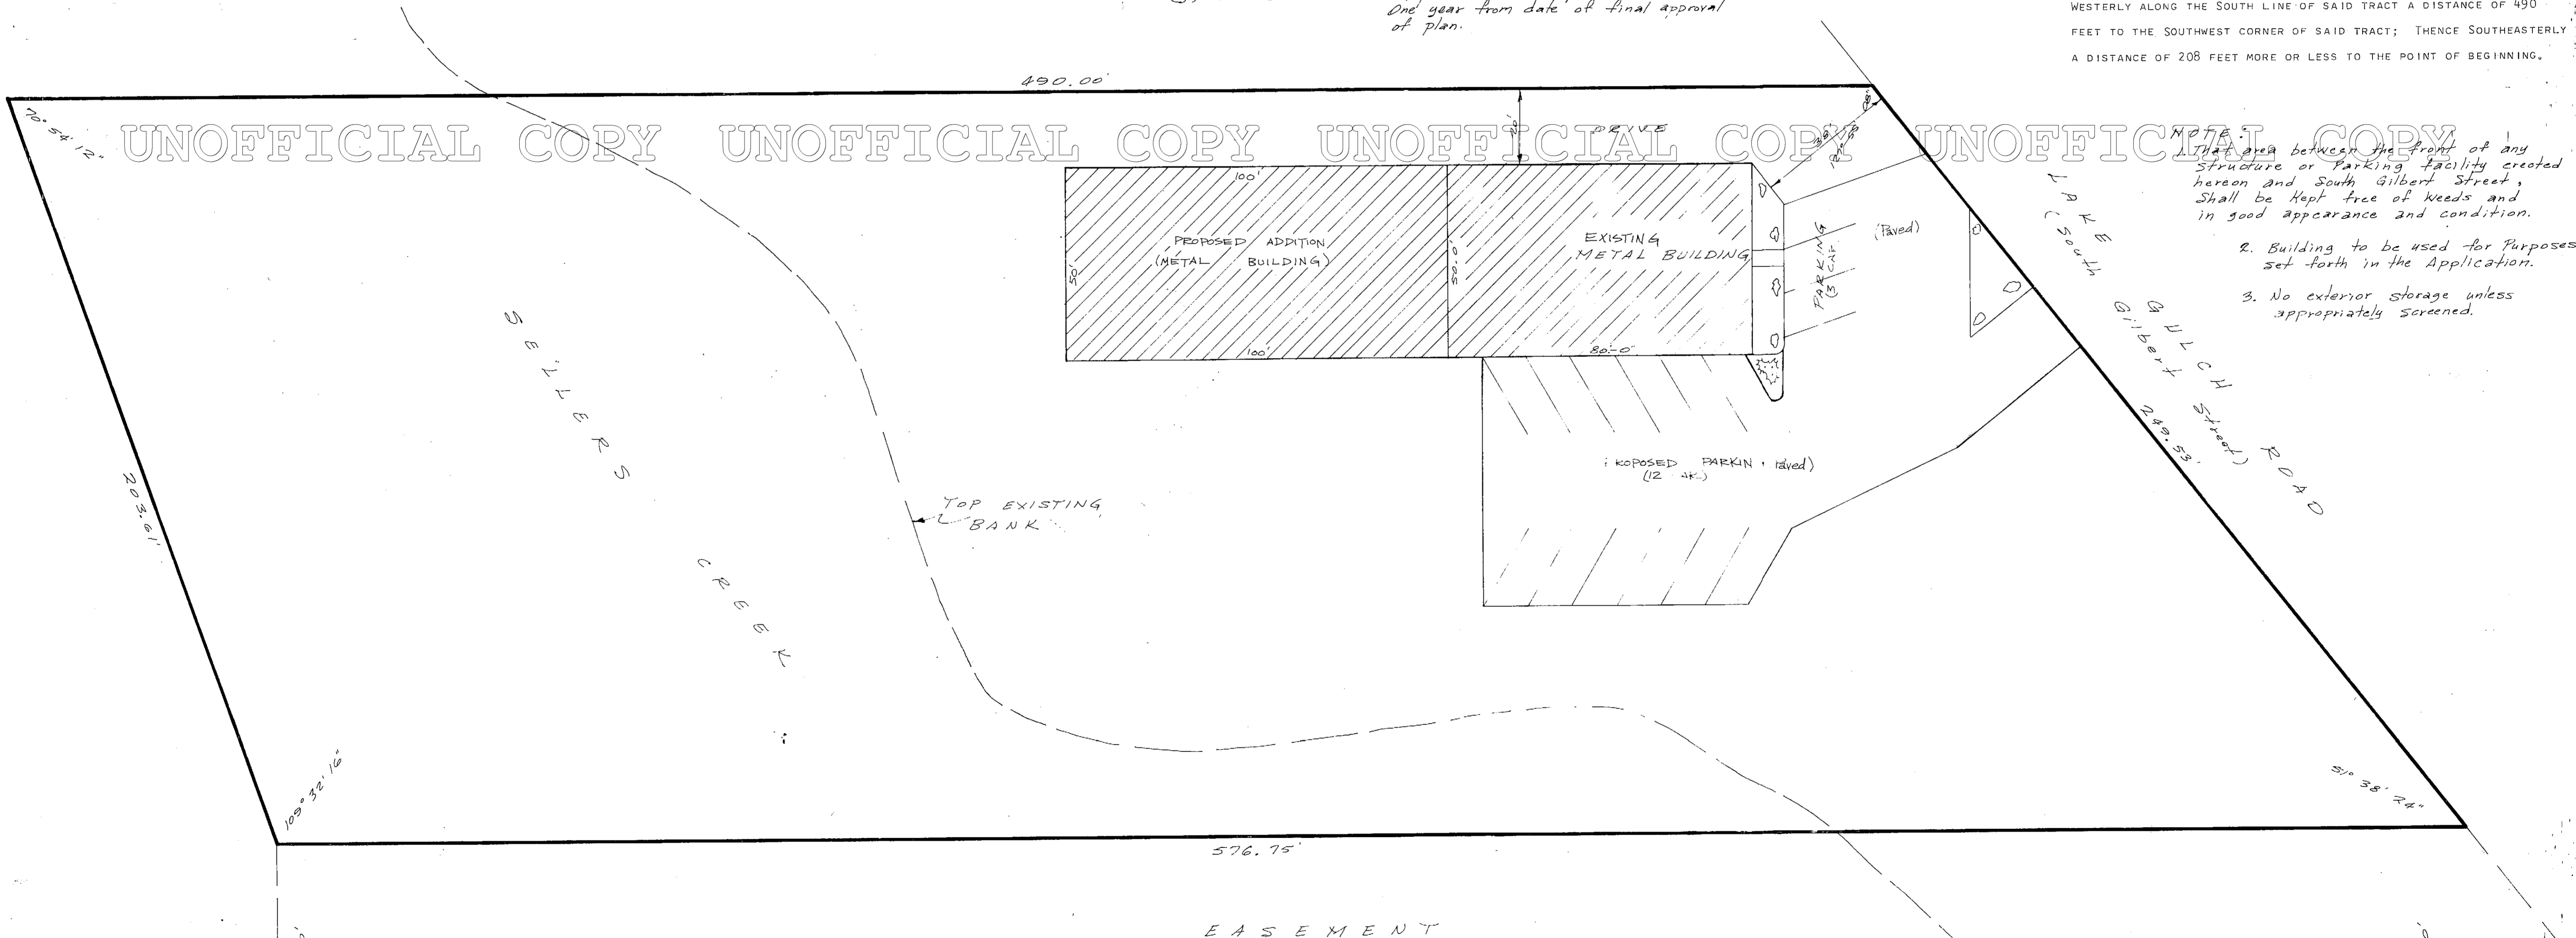 One year from date of final approval
of plan.
WESTERLY ALONG THE SOUTH LINE OF SAID TRACT A DISTANCE OF 490
FEET TO THE SOUTHWEST CORNER OF SAID TRACT; THENCE SOUTHEASTERLY
A DISTANCE OF 208 FEET MORE OR LESS TO THE POINT OF BEGINNING.
490.00'
70° 54' 12"
UNOFFICIAL COPY UNOFFICIAL COPY UNOFFICIAL COPY UNOFFICIAL COPY
20'
DRIVE
NOTE:
1. That area between the front of any
structure or Parking facility erected
hereon and South Gilbert Street,
Shall be Kept free of weeds and
in good appearance and condition.
2. Building to be used for Purposes
set forth in the Application.
3. No exterior storage unless
appropriately screened.
100'
PROPOSED ADDITION
(METAL BUILDING)
50'
100'
50.0'
EXISTING
METAL BUILDING
80'-0"
PARKING
(3
(Paved)
LAKE GULCH ROAD
(South Gilbert Street)
249.53'
SELLERS CREEK
203.61'
TOP EXISTING
BANK
PARKIN
(12
109° 32' 16"
51° 38' 24"
576.75'
EASEMENT